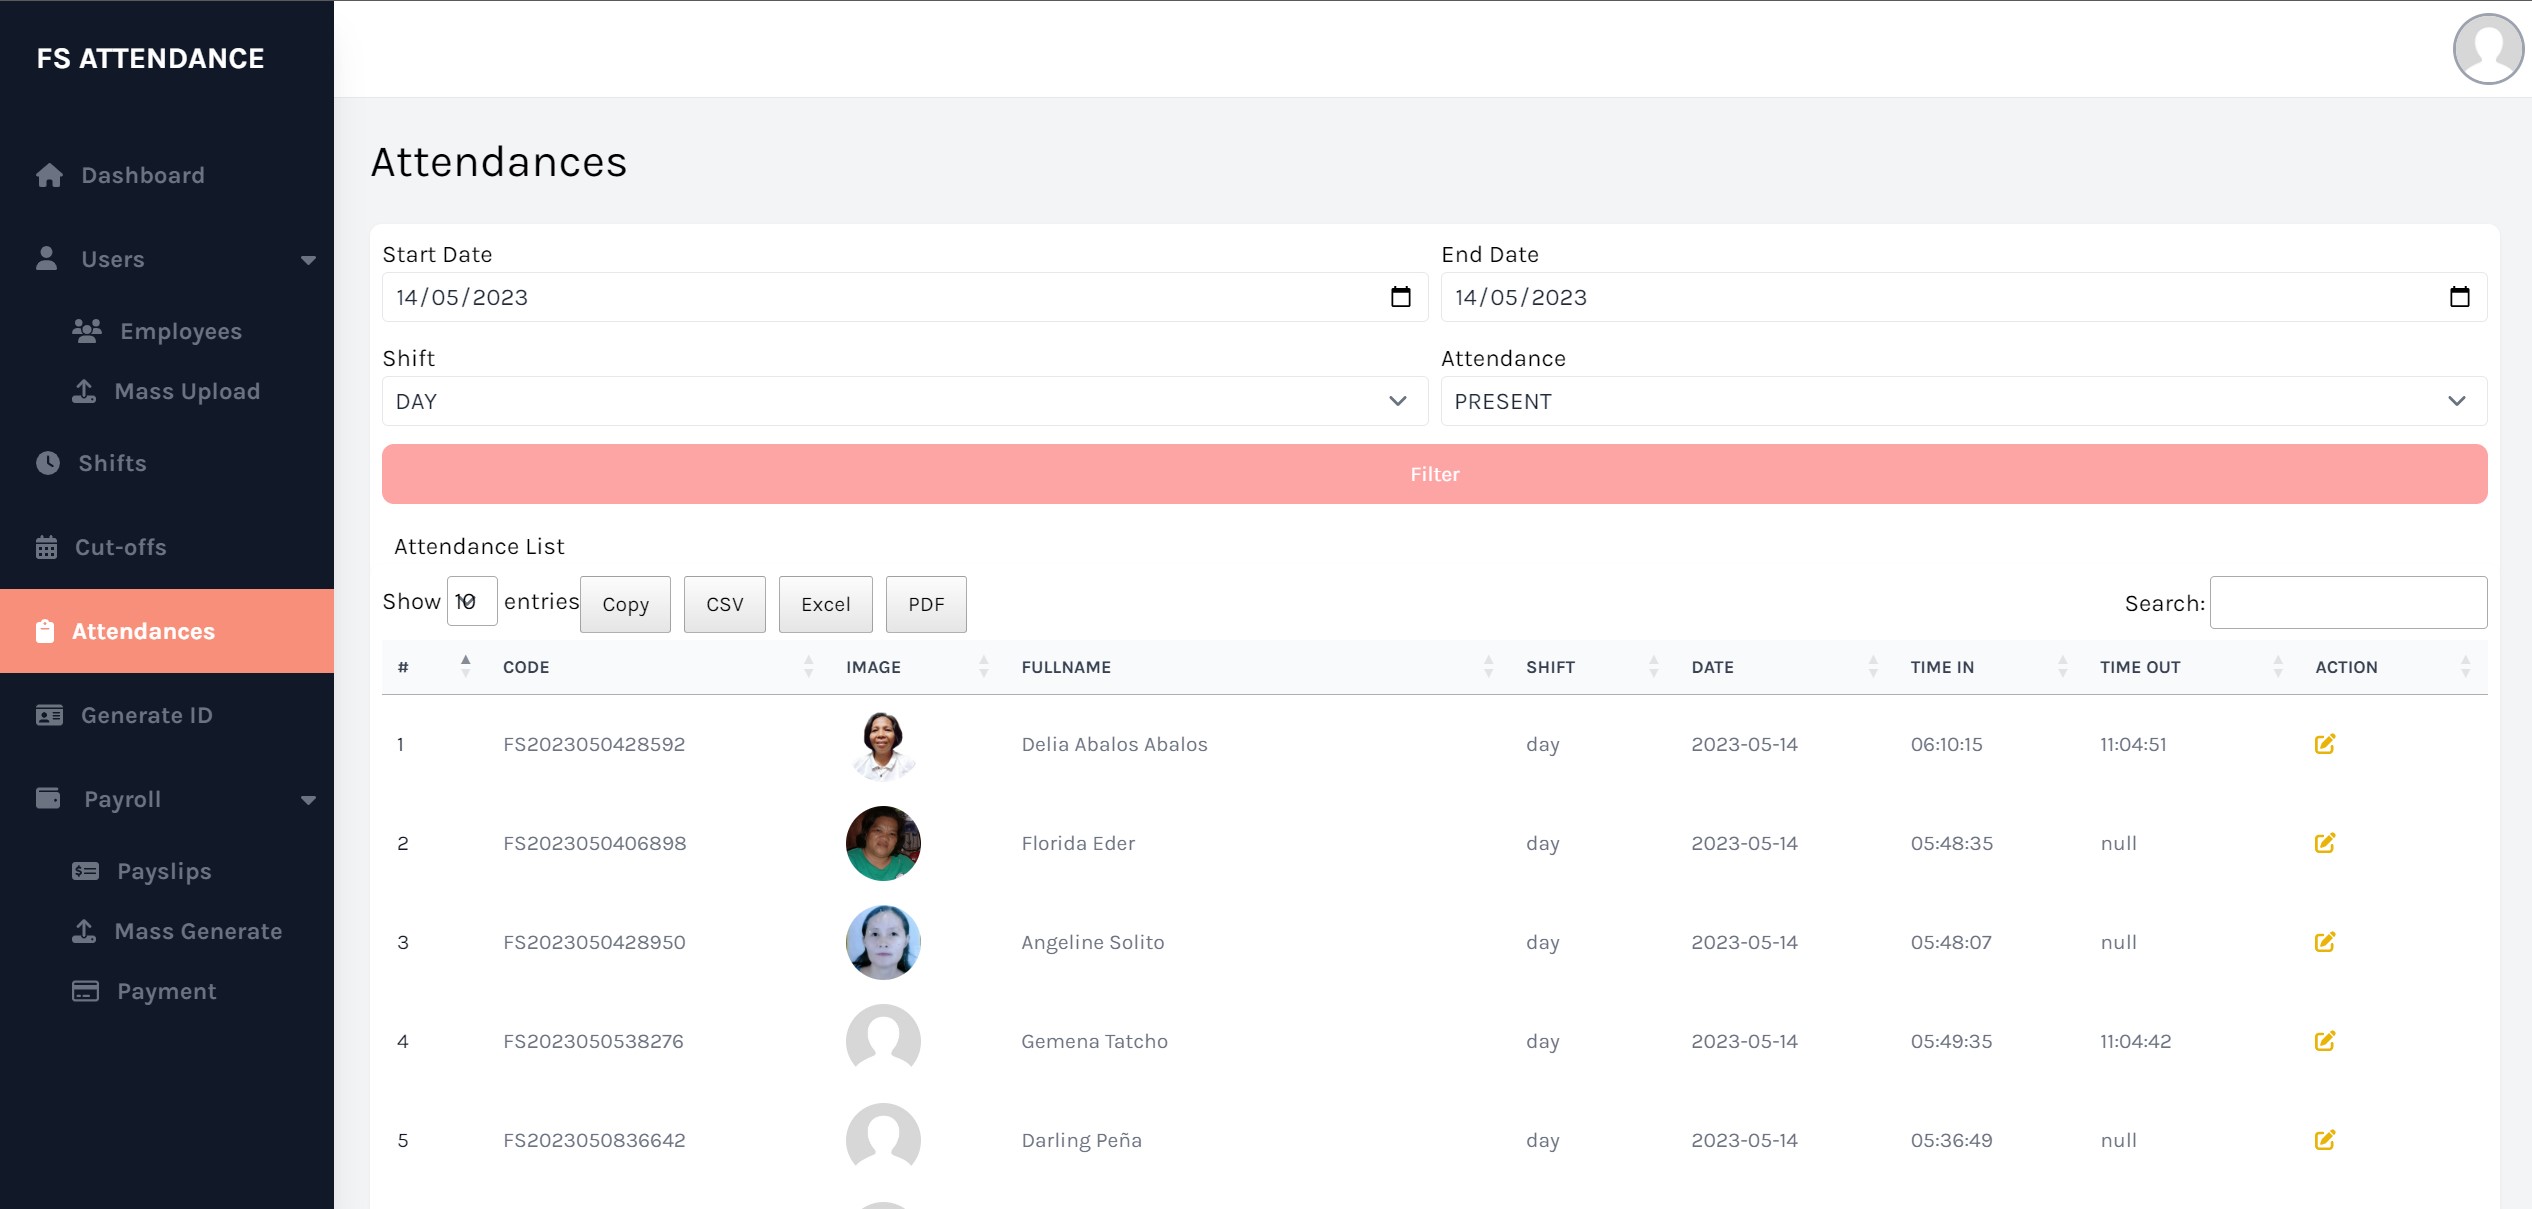 FS ATTENDANCE
Dashboard
Users
Employees
Mass Upload
Shifts
Cut-offs
Attendances
Generate ID
Payroll
Payslips
Mass Generate
Payment
Attendances
Start Date
End Date
14/05/2023
14/05/2023
Shift
Attendance
DAY
PRESENT
Filter
Attendance List
Show 10 entries Copy CSV Excel PDF Search:
# CODE IMAGE FULLNAME SHIFT DATE TIME IN TIME OUT ACTION
1 FS2023050428592 Delia Abalos Abalos day 2023-05-14 06:10:15 11:04:51
2 FS2023050406898 Florida Eder day 2023-05-14 05:48:35 null
3 FS2023050428950 Angeline Solito day 2023-05-14 05:48:07 null
4 FS2023050538276 Gemena Tatcho day 2023-05-14 05:49:35 11:04:42
5 FS2023050836642 Darling Peña day 2023-05-14 05:36:49 null